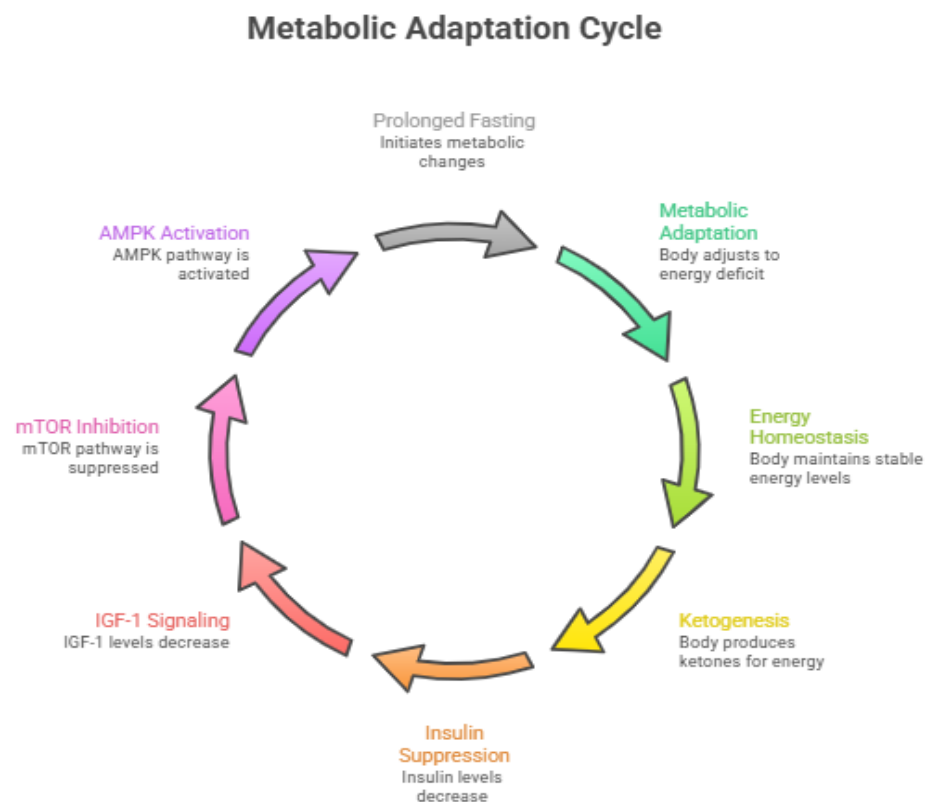 Metabolic Adaptation Cycle
Prolonged Fasting
Initiates metabolic
changes
Metabolic
Adaptation
Body adjusts to
energy deficit
Energy
Homeostasis
Body maintains stable
energy levels
Ketogenesis
Body produces
ketones for energy
Insulin
Suppression
Insulin levels
decrease
IGF-1 Signaling
IGF-1 levels decrease
mTOR Inhibition
mTOR pathway is
suppressed
AMPK Activation
AMPK pathway is
activated